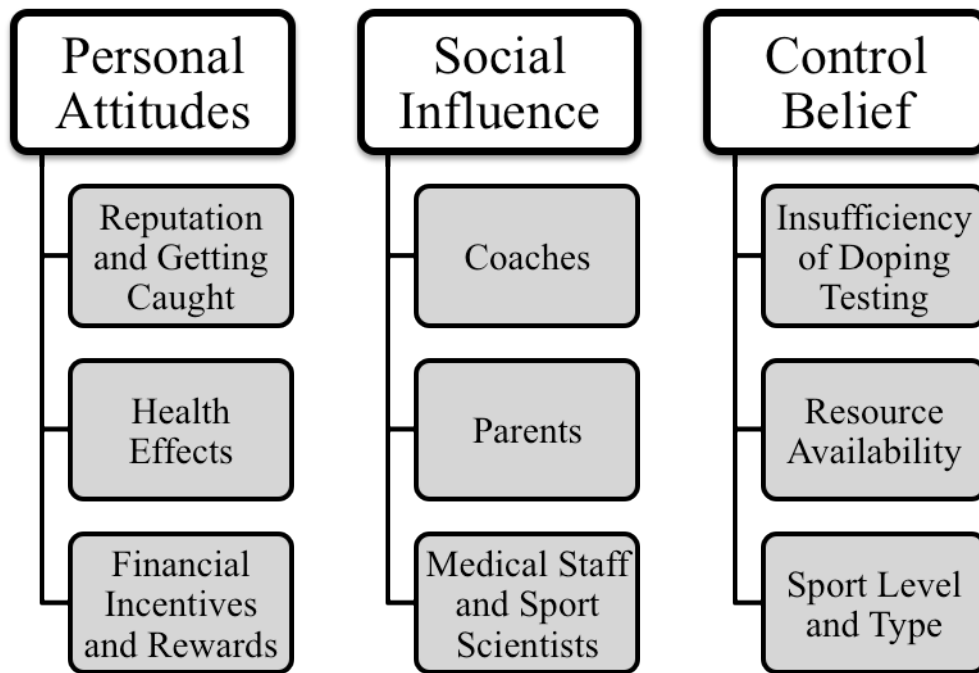 Personal
Attitudes
Reputation
and Getting
Caught
Health
Effects
Financial
Incentives
and Rewards
Social
Influence
Coaches
Parents
Medical Staff
and Sport
Scientists
Control
Belief
Insufficiency
of Doping
Testing
Resource
Availability
Sport Level
and Type